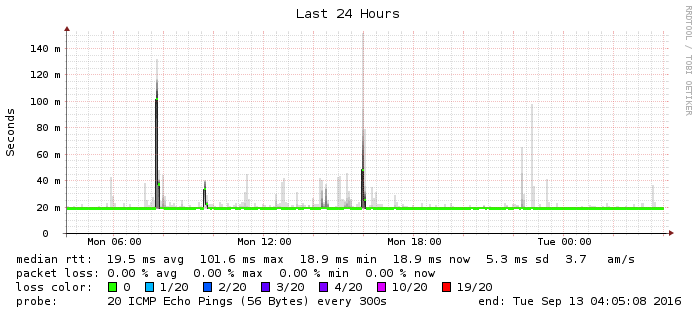 Last 24 Hours
RRDTOOL / TOBI OETIKER
Seconds
140 m
120 m
100 m
80 m
60 m
40 m
20 m
0
Mon 06:00 Mon 12:00 Mon 18:00 Tue 00:00
median rtt: 19.5 ms avg 101.6 ms max 18.9 ms min 18.9 ms now 5.3 ms sd 3.7 am/s
packet loss: 0.00 % avg 0.00 % max 0.00 % min 0.00 % now
loss color: 0 1/20 2/20 3/20 4/20 10/20 19/20
probe: 20 ICMP Echo Pings (56 Bytes) every 300s end: Tue Sep 13 04:05:08 2016